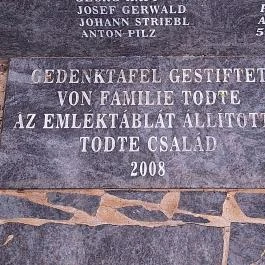 JOSEF GERWALD
JOHANN STRIEBL
ANTON PILZ
GEDENKTAFEL GESTIFTET
VON FAMILIE TODTE
AZ EMLÉKTÁBLÁT ÁLLÍTOTT
TODTE CSALÁD
2008